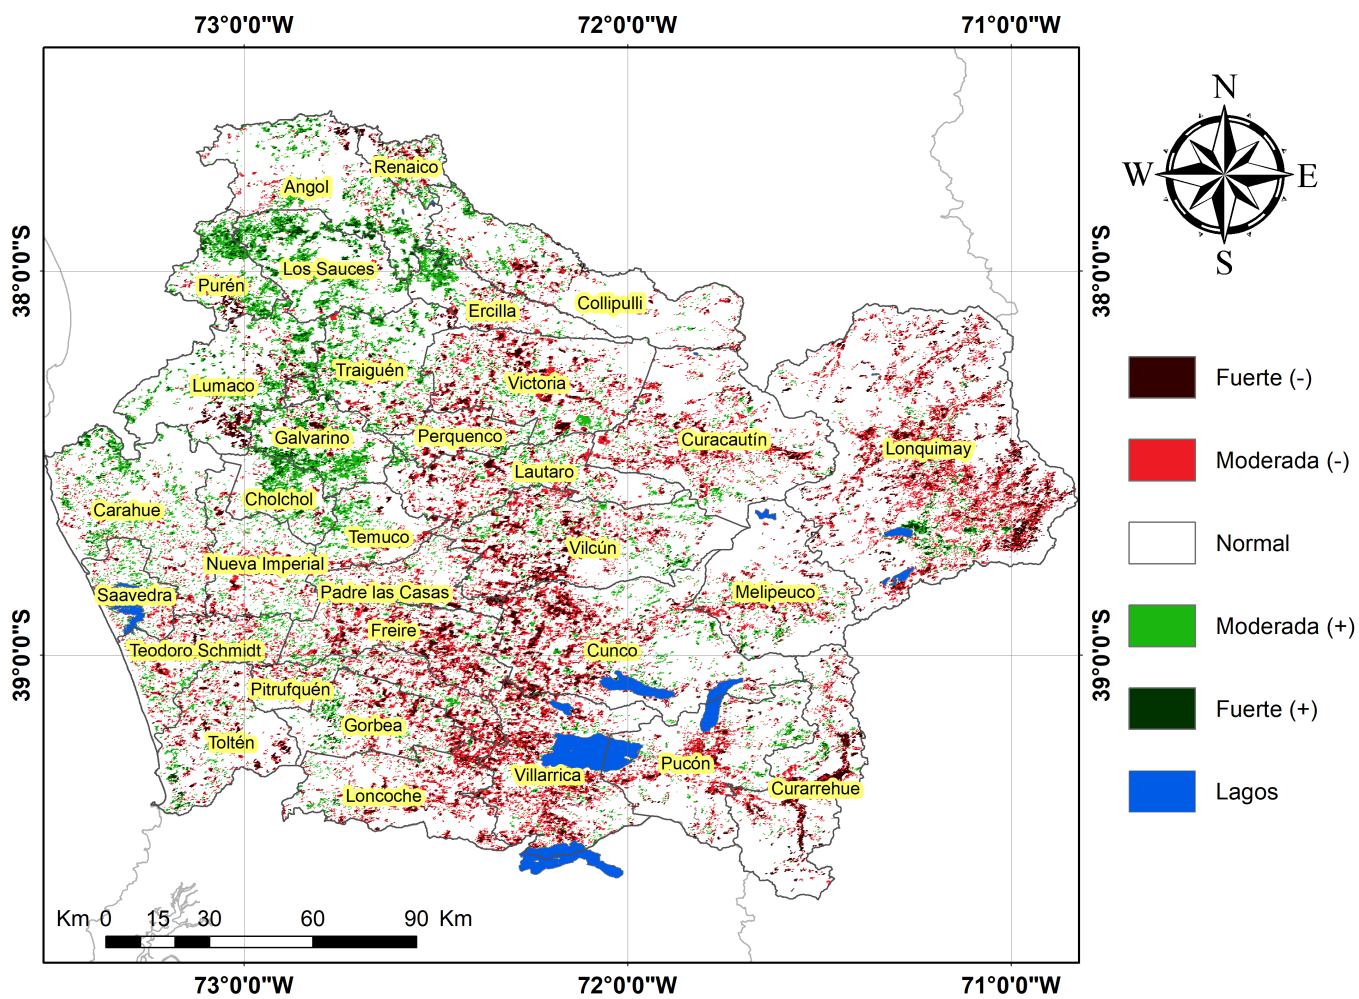 73°0'0"W
72°0'0"W
71°0'0"W
N
W
E
S
38°0'0"S
38°0'0"S
39°0'0"S
39°0'0"S
Renaico
Angol
Los Sauces
Purén
Collipulli
Ercilla
Traiguén
Victoria
Lumaco
Galvarino
Perquenco
Curacautín
Lonquimay
Lautaro
Cholchol
Carahue
Temuco
Vilcún
Nueva Imperial
Saavedra
Padre las Casas
Melipeuco
Freire
Teodoro Schmidt
Cunco
Pitrufquén
Gorbea
Toltén
Pucón
Villarrica
Curarrehue
Loncoche
Fuerte (-)
Moderada (-)
Normal
Moderada (+)
Fuerte (+)
Lagos
Km 0 15 30 60 90 Km
73°0'0"W
72°0'0"W
71°0'0"W